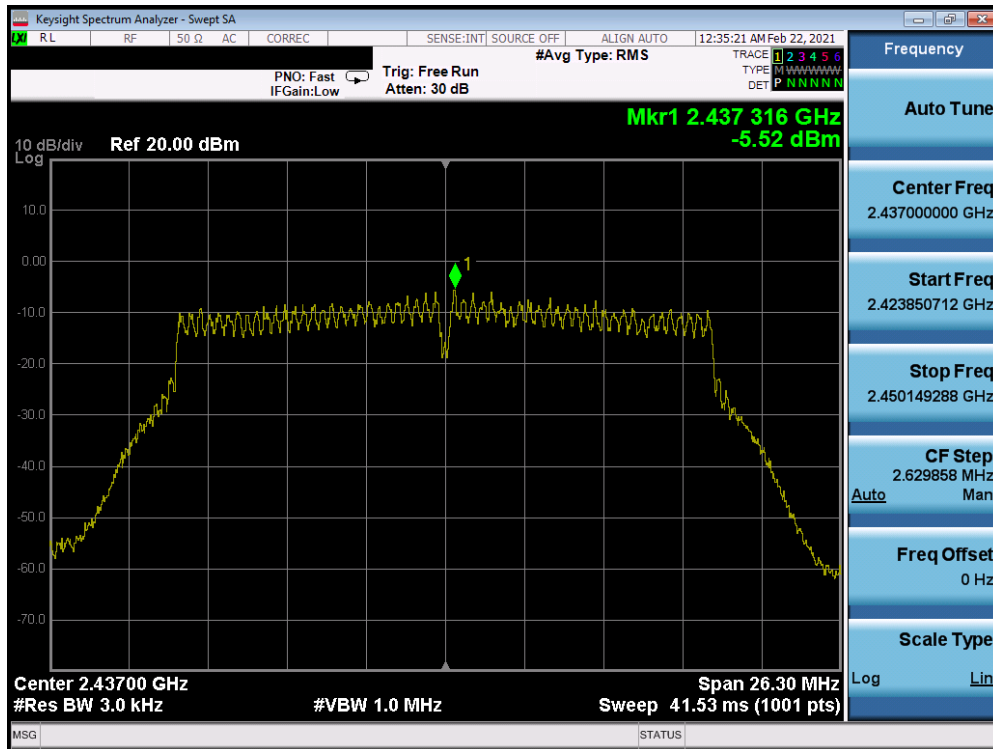 Keysight Spectrum Analyzer - Swept SA
LXI RL RF 50 Ω AC CORREC SENSE:INT SOURCE OFF ALIGN AUTO 12:35:21 AM Feb 22, 2021
#Avg Type: RMS
TRACE 1 2 3 4 5 6
PNO: Fast Trig: Free Run
TYPE M W W W W W
IFGain:Low Atten: 30 dB
DET P N N N N N
Mkr1 2.437 316 GHz
-5.52 dBm
10 dB/div Ref 20.00 dBm
Log
10.0
0.00
1
-10.0
-20.0
-30.0
-40.0
-50.0
-60.0
-70.0
Center 2.43700 GHz Span 26.30 MHz
#Res BW 3.0 kHz #VBW 1.0 MHz Sweep 41.53 ms (1001 pts)
MSG STATUS
Frequency
Auto Tune
Center Freq
2.437000000 GHz
Start Freq
2.423850712 GHz
Stop Freq
2.450149288 GHz
CF Step
2.629858 MHz
Auto Man
Freq Offset
0 Hz
Scale Type
Log Lin